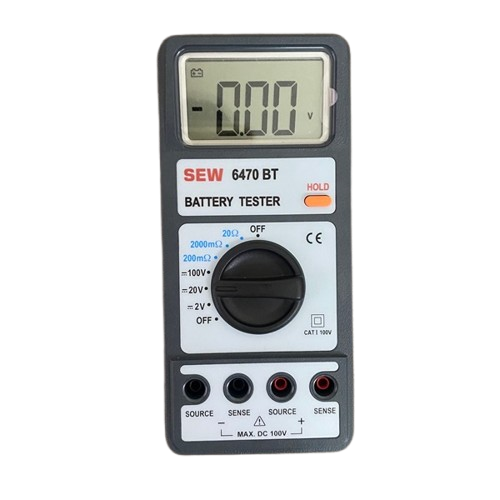 -0.00 V
SEW 6470 BT
HOLD
BATTERY TESTER
OFF
20Ω
2000mΩ
200mΩ
⎓100V
⎓20V
⎓2V
OFF
CE
CAT I 100V
SOURCE SENSE SOURCE SENSE
− ⚠ +
MAX. DC 100V